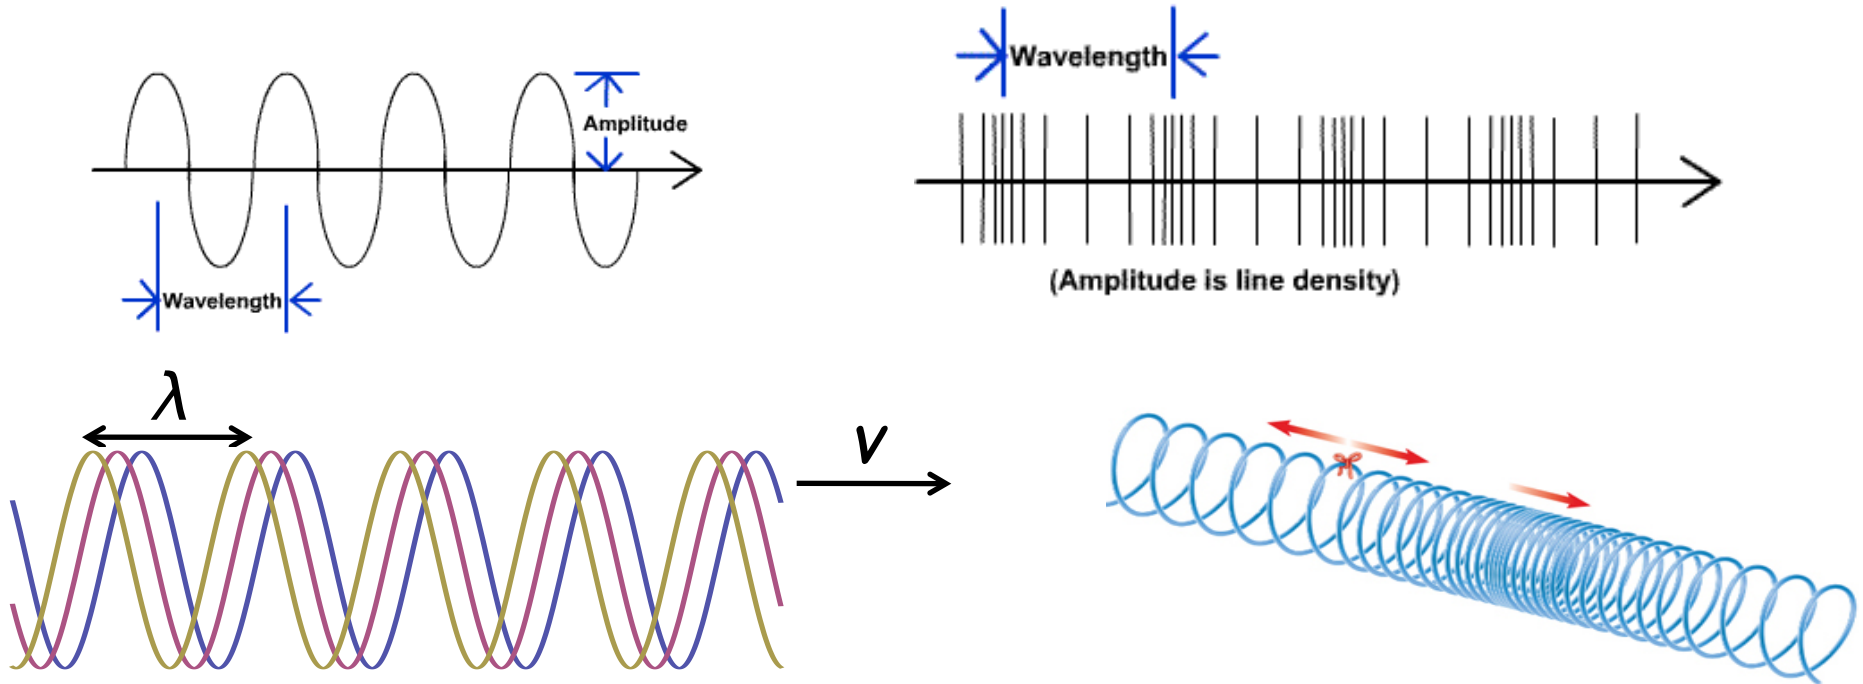 Amplitude
Wavelength
Wavelength
(Amplitude is line density)
λ
v